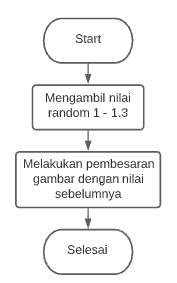 Start
Mengambil nilai
random 1 - 1.3
Melakukan pembesaran
gambar dengan nilai
sebelumnya
Selesai